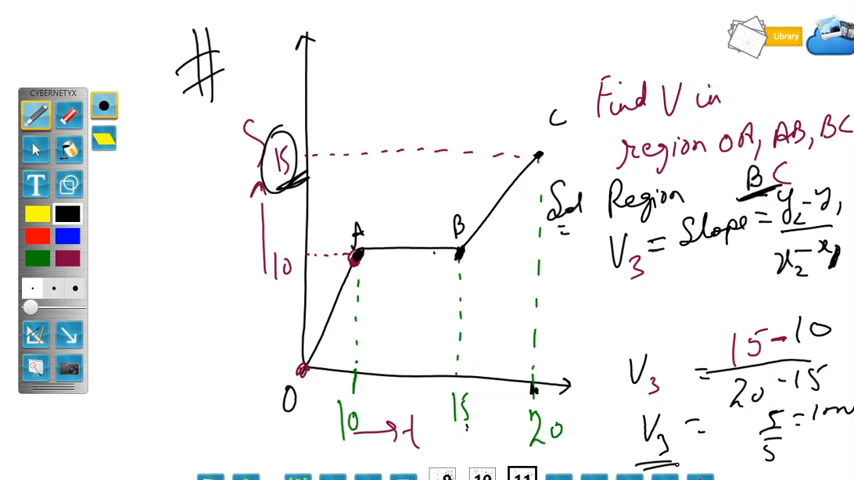 #
CYBERNETYX
Library
T
S
15
10
A
B
C
O
10
→ t
15
20
Find V in
region OA, AB, BC
Sol
Region BC
V3 = Slope = y2-y1
x2-x1
V3 = 15-10
20-15
V3 = 5
5
= 1m
9
10
11